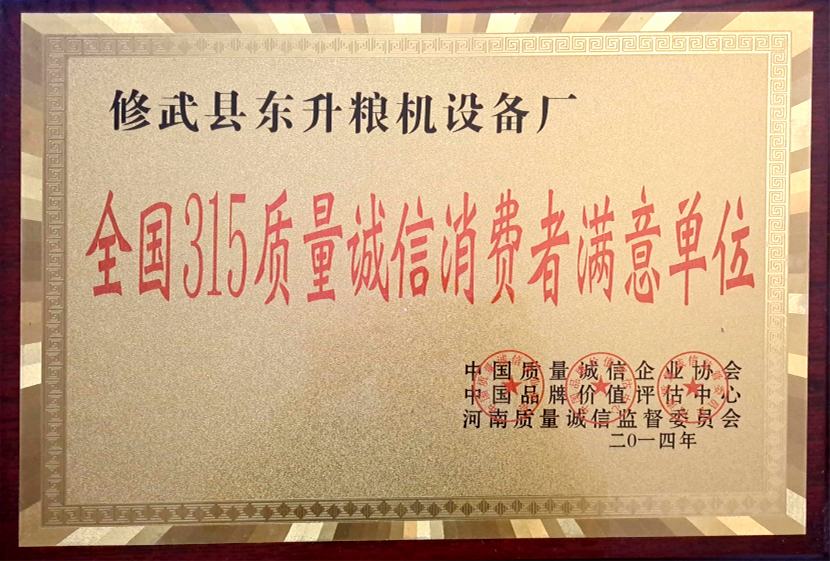 修武县东升粮机设备厂
全国315质量诚信消费者满意单位
中国质量诚信企业协会
中国品牌价值评估中心
河南质量诚信监督委员会
二〇一四年